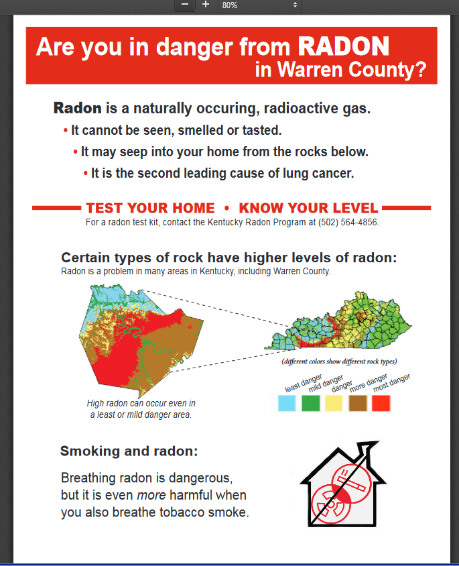 80%
Are you in danger from RADON
in Warren County?
Radon is a naturally occuring, radioactive gas.
• It cannot be seen, smelled or tasted.
• It may seep into your home from the rocks below.
• It is the second leading cause of lung cancer.
TEST YOUR HOME • KNOW YOUR LEVEL
For a radon test kit, contact the Kentucky Radon Program at (502) 564-4856.
Certain types of rock have higher levels of radon:
Radon is a problem in many areas in Kentucky, including Warren County.
(different colors show different rock types)
least danger
mild danger
danger
more danger
most danger
High radon can occur even in
a least or mild danger area.
Smoking and radon:
Breathing radon is dangerous,
but it is even more harmful when
you also breathe tobacco smoke.